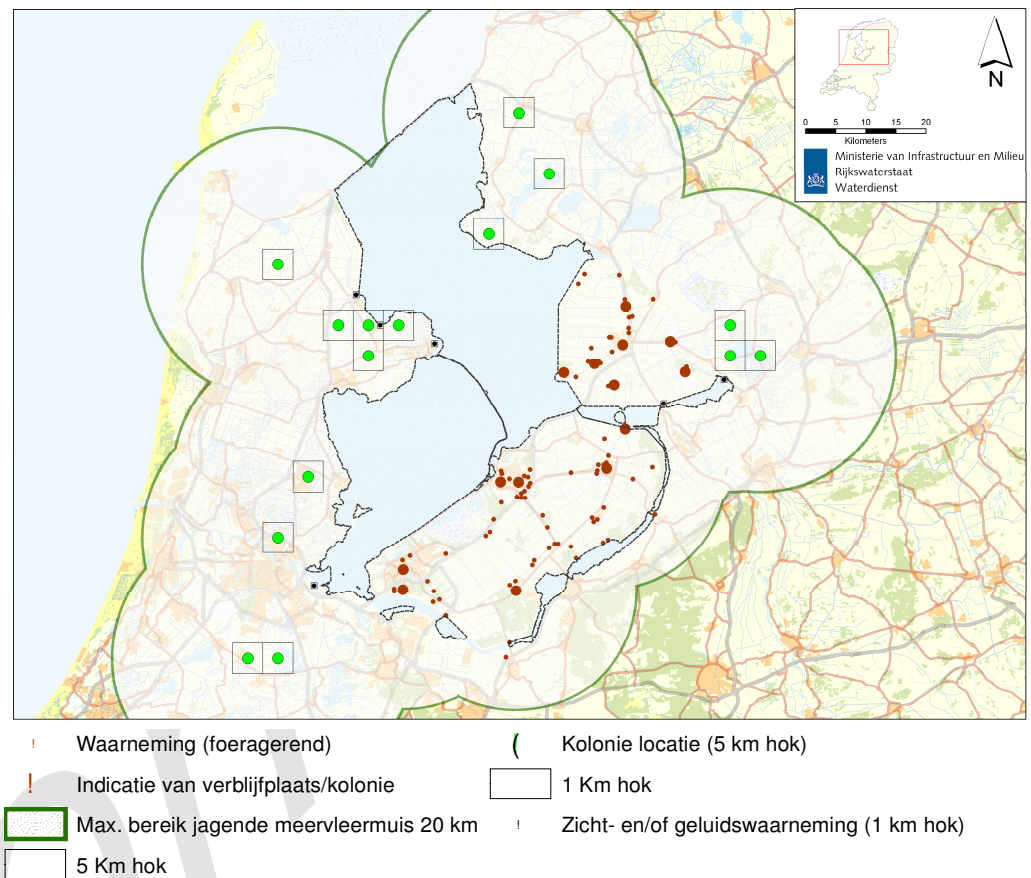 N
0 5 10 15 20
Kilometers
Ministerie van Infrastructuur en Milieu
Rijkswaterstaat
Waterdienst
! Waarneming (foeragerend)
! Indicatie van verblijfplaats/kolonie
Max. bereik jagende meervleermuis 20 km
5 Km hok
( Kolonie locatie (5 km hok)
1 Km hok
! Zicht- en/of geluidswaarneming (1 km hok)